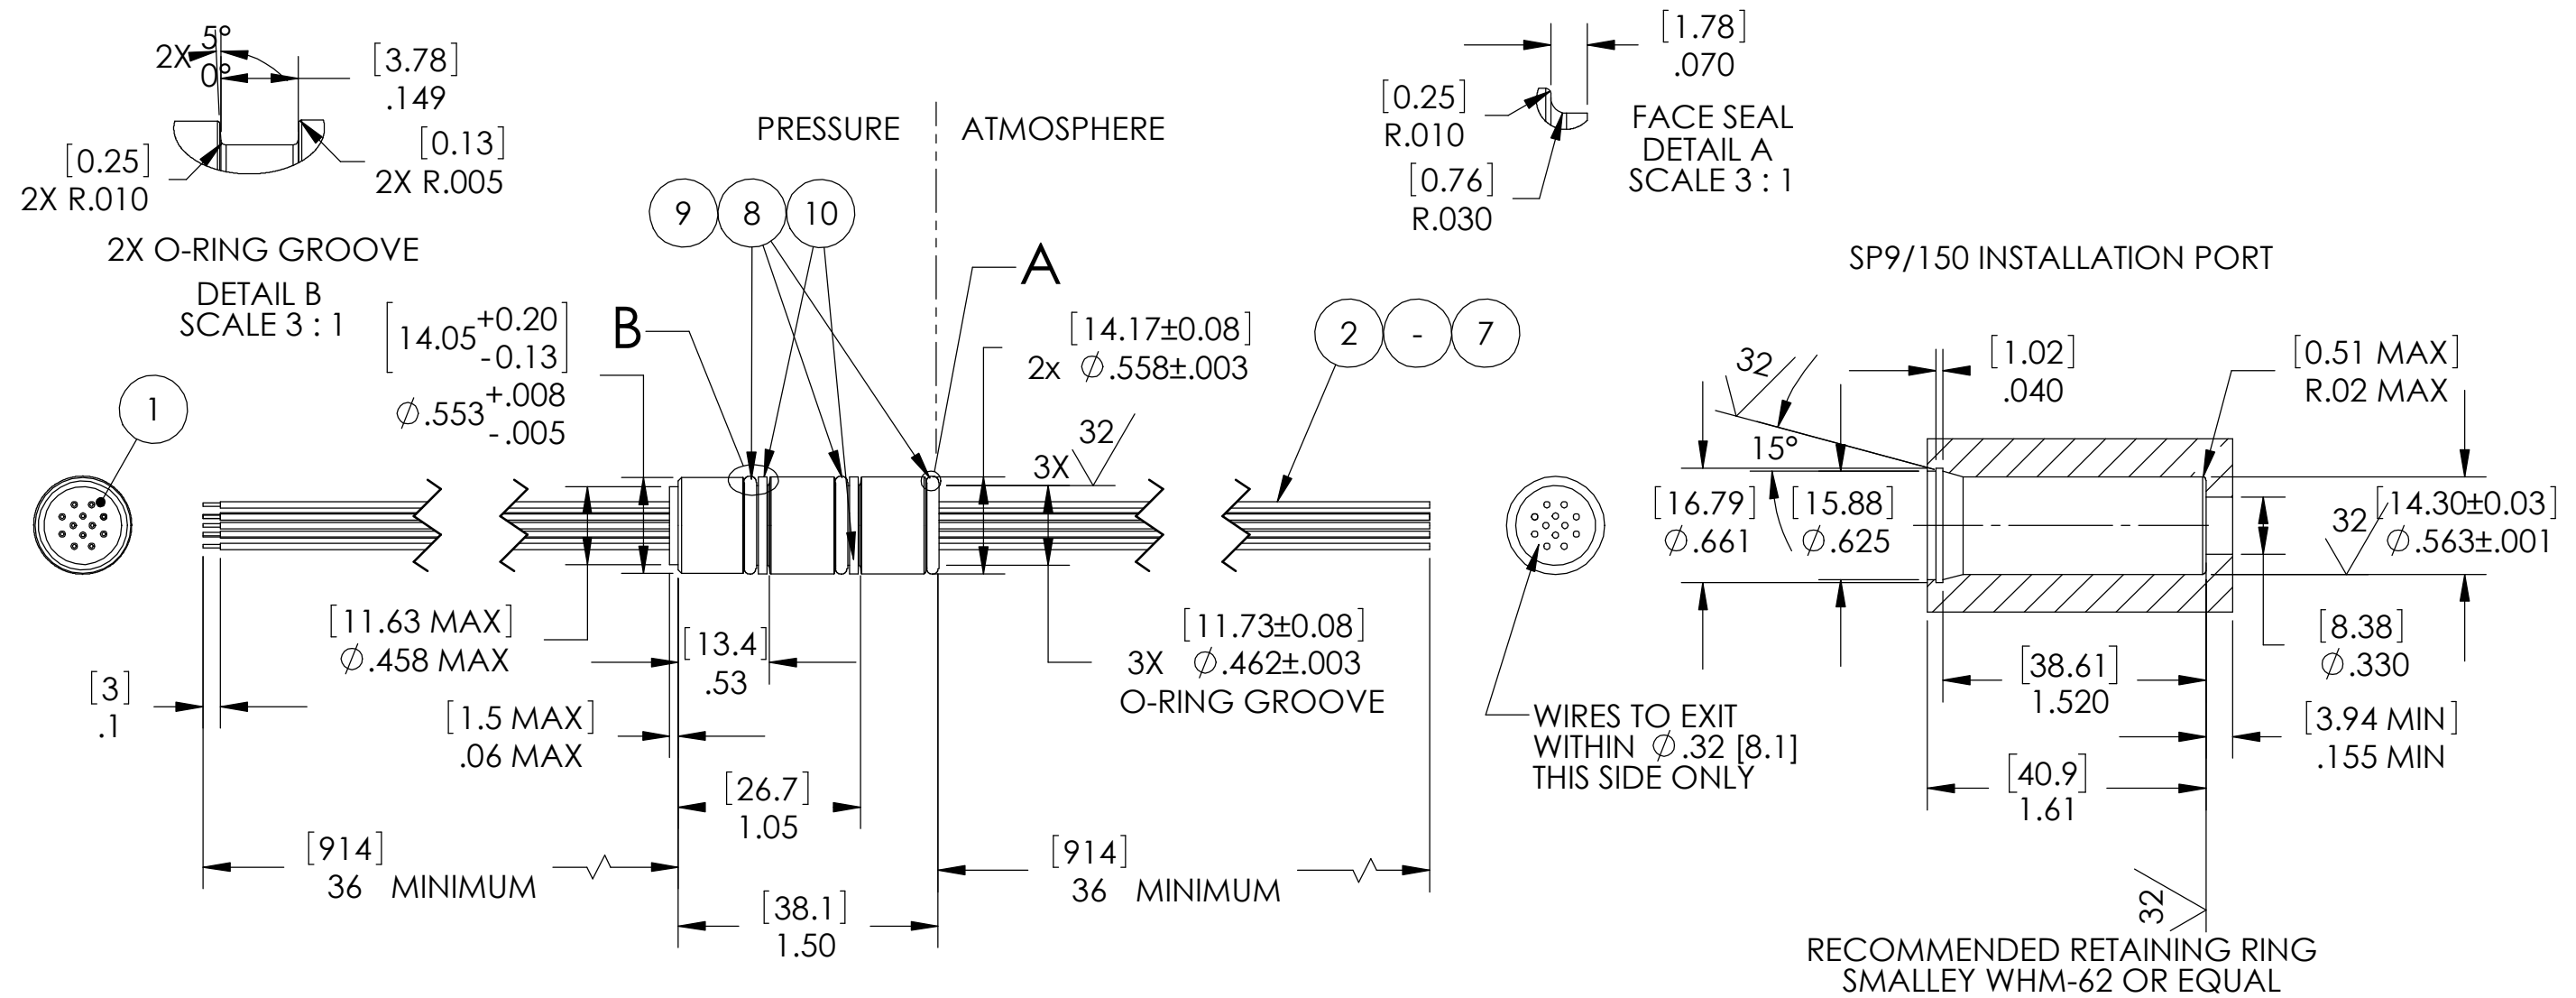 5°
2X
0°
[3.78]
.149
[0.25]
2X R.010
[0.13]
2X R.005
2X O-RING GROOVE
DETAIL B
SCALE 3 : 1
PRESSURE
ATMOSPHERE
[1.78]
.070
[0.25]
R.010
[0.76]
R.030
FACE SEAL
DETAIL A
SCALE 3 : 1
9
8
10
A
B
[14.05 +0.20 -0.13]
∅.553 +.008 -.005
[14.17±0.08]
2x ∅.558±.003
2
-
7
1
32
3X
[11.63 MAX]
∅.458 MAX
[13.4]
.53
[11.73±0.08]
3X ∅.462±.003
O-RING GROOVE
[3]
.1
[1.5 MAX]
.06 MAX
[26.7]
1.05
[914]
36 MINIMUM
[38.1]
1.50
[914]
36 MINIMUM
WIRES TO EXIT
WITHIN ∅.32 [8.1]
THIS SIDE ONLY
SP9/150 INSTALLATION PORT
32
15°
[1.02]
.040
[0.51 MAX]
R.02 MAX
[16.79]
∅.661
[15.88]
∅.625
32
[14.30±0.03]
∅.563±.001
[8.38]
∅.330
[38.61]
1.520
[3.94 MIN]
.155 MIN
[40.9]
1.61
32
RECOMMENDED RETAINING RING
SMALLEY WHM-62 OR EQUAL